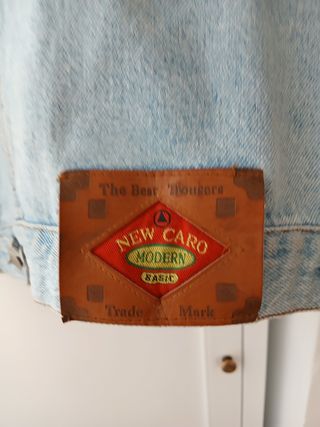 The Best Trousers
NEW CARO
MODERN
BASIC
Trade Mark